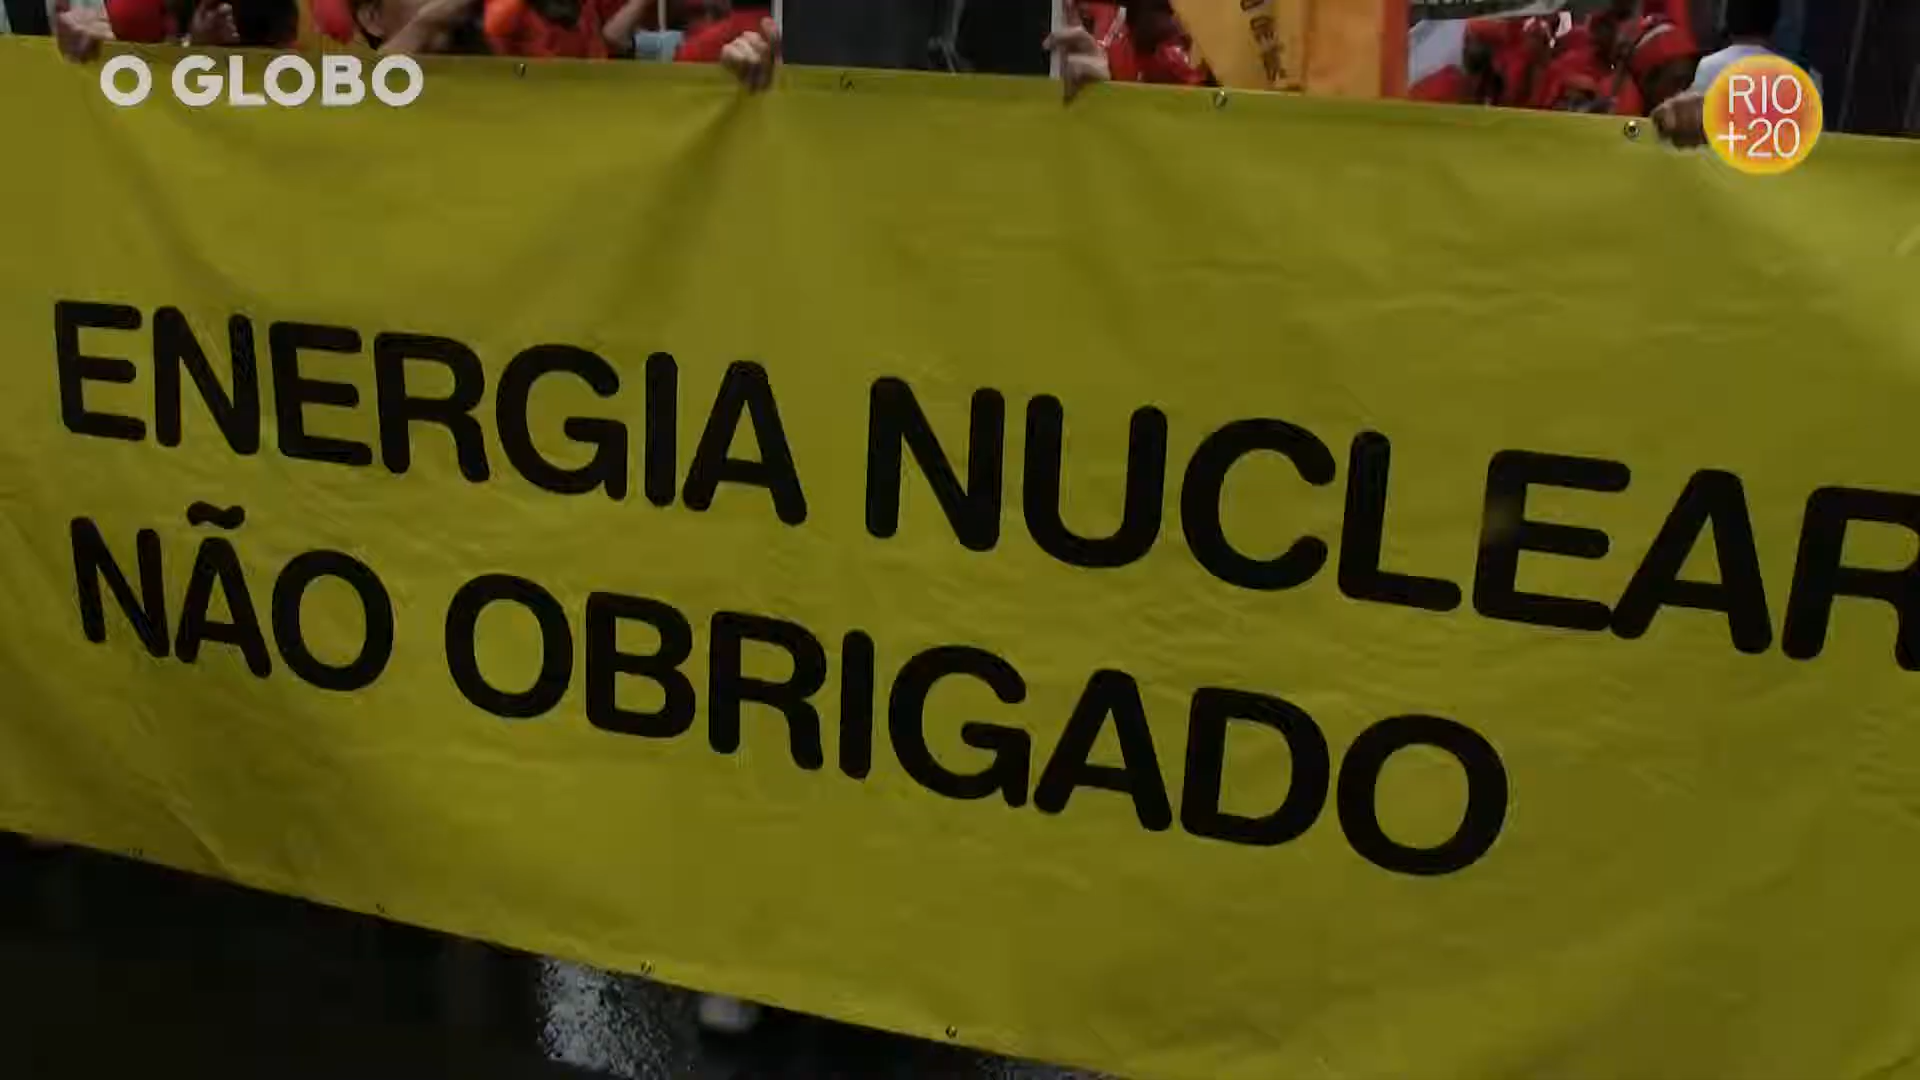 O GLOBO
RIO
+20
ENERGIA NUCLEAR
NÃO OBRIGADO